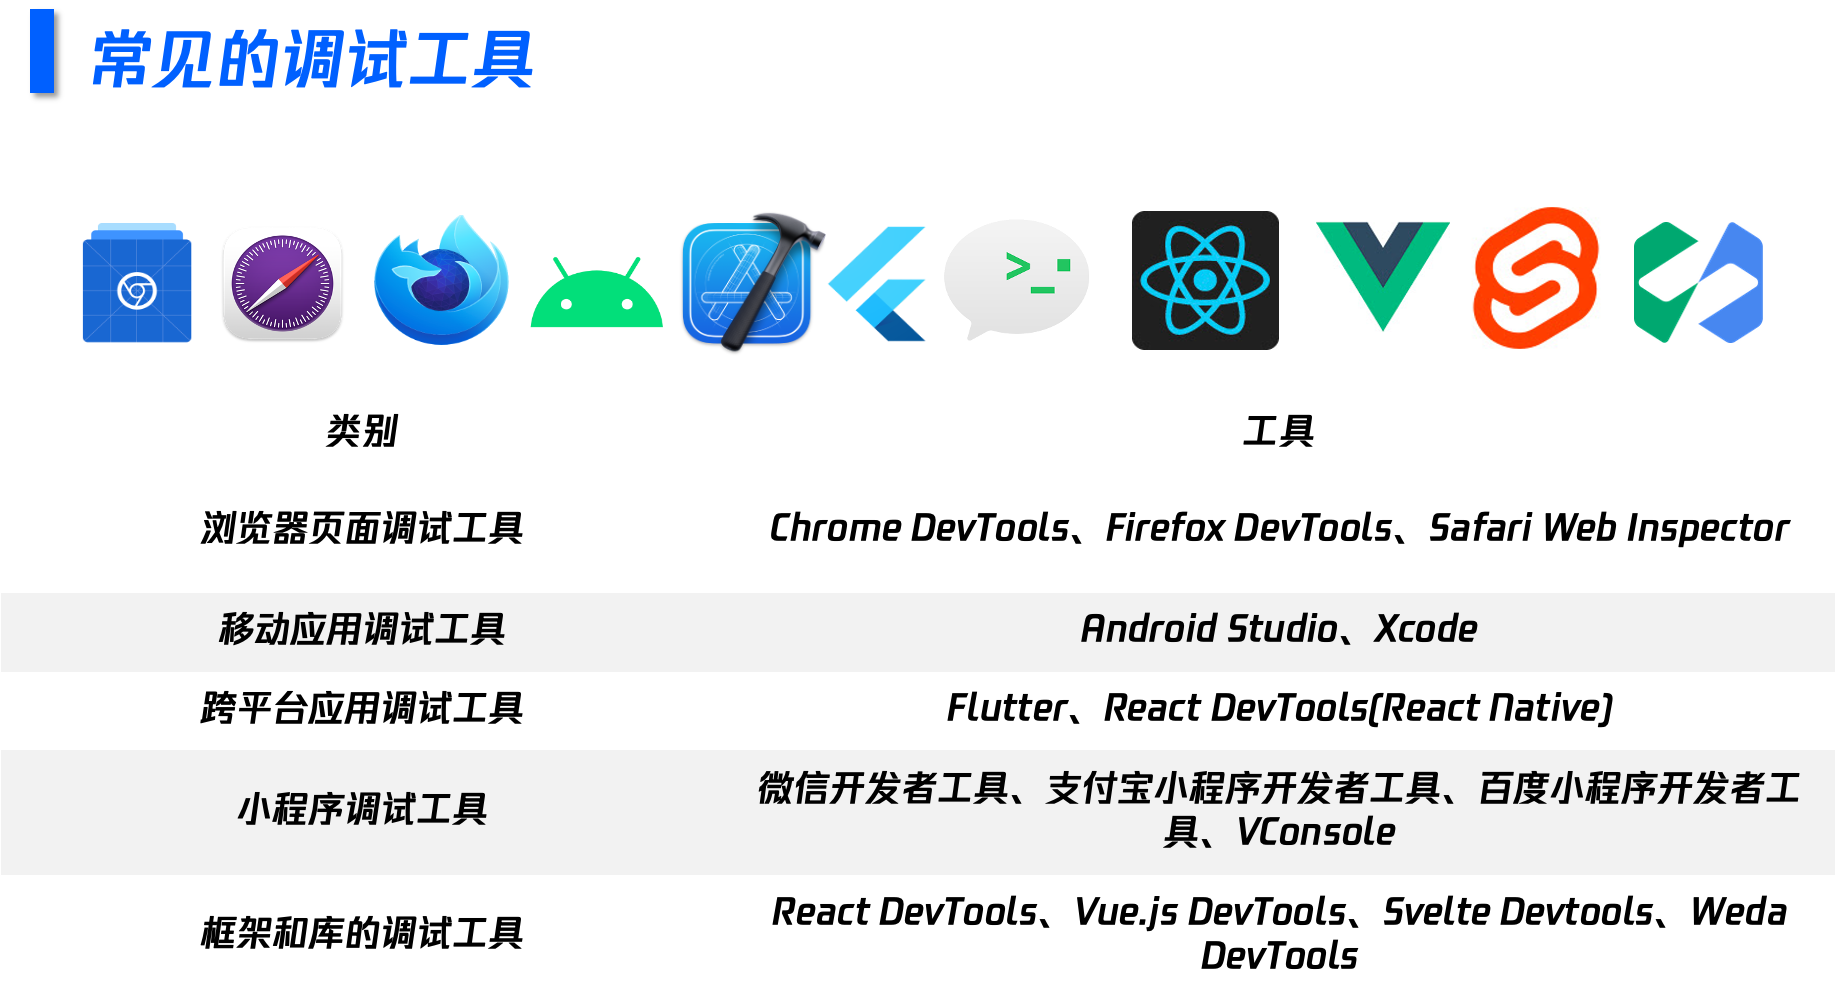 常见的调试工具
类别
工具
浏览器页面调试工具
Chrome DevTools、Firefox DevTools、Safari Web Inspector
移动应用调试工具
Android Studio、Xcode
跨平台应用调试工具
Flutter、React DevTools(React Native)
小程序调试工具
微信开发者工具、支付宝小程序开发者工具、百度小程序开发者工
具、VConsole
框架和库的调试工具
React DevTools、Vue.js DevTools、Svelte Devtools、Weda
DevTools